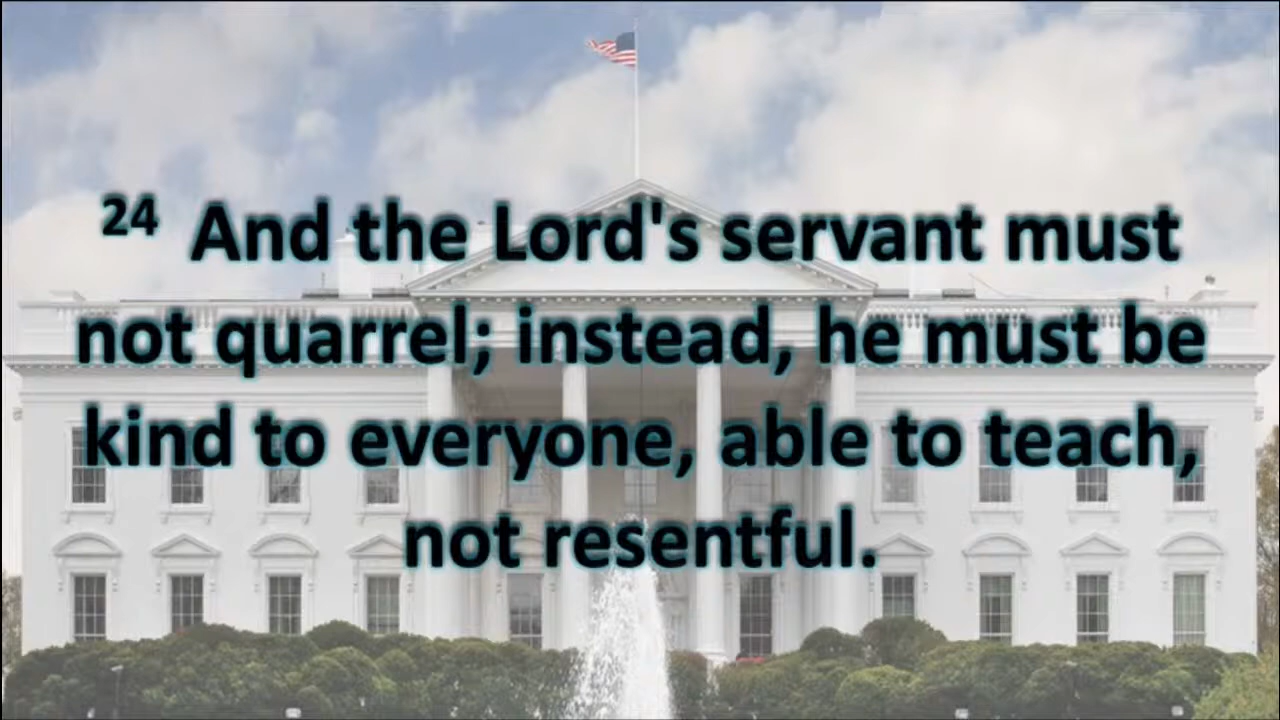 24 And the Lord's servant must
not quarrel; instead, he must be
kind to everyone, able to teach,
not resentful.